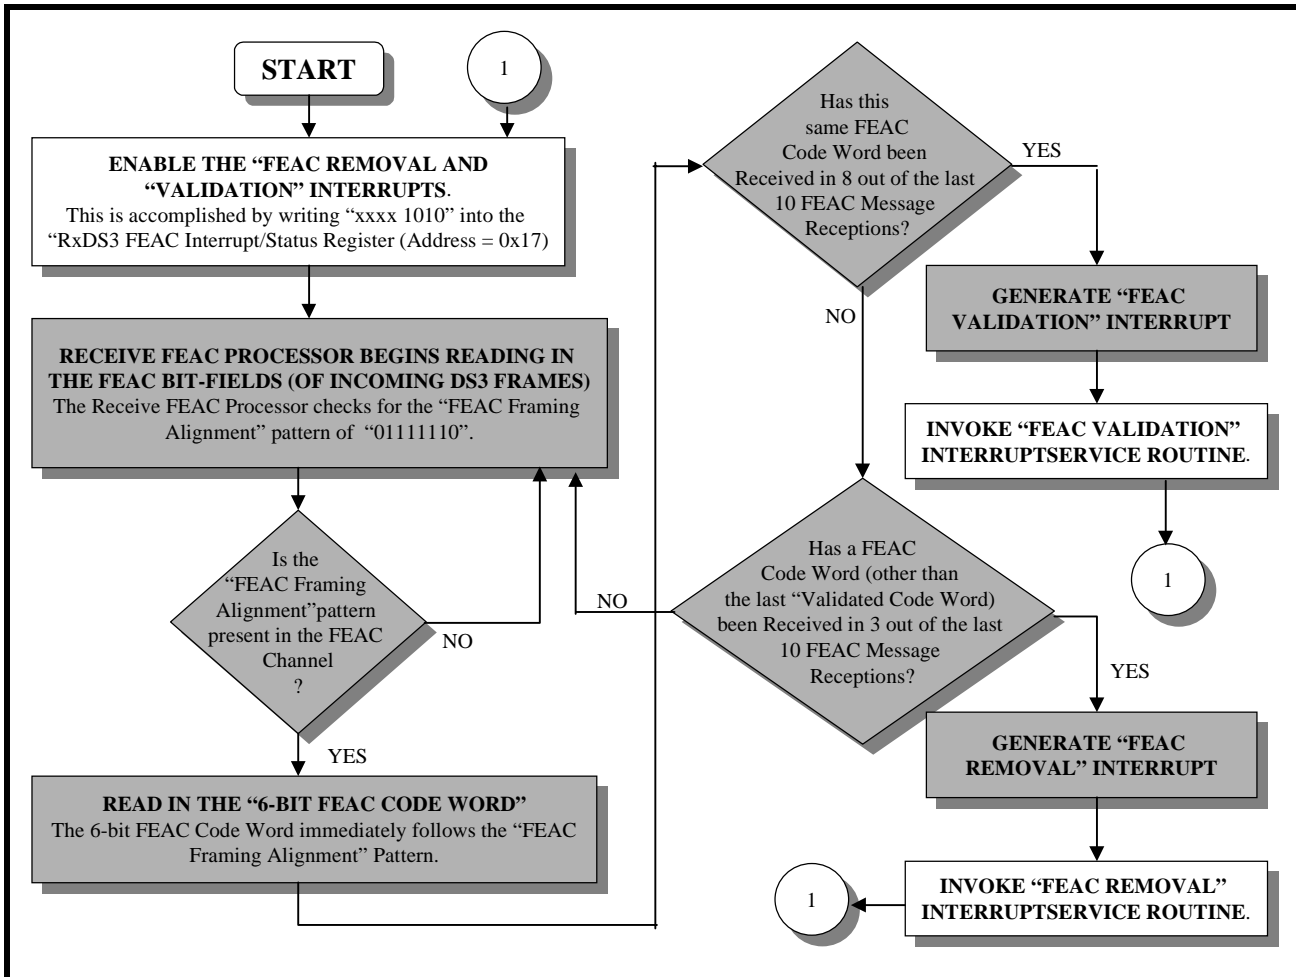 START
1
ENABLE THE “FEAC REMOVAL AND
“VALIDATION” INTERRUPTS.
This is accomplished by writing “xxxx 1010” into the
“RxDS3 FEAC Interrupt/Status Register (Address = 0x17)
RECEIVE FEAC PROCESSOR BEGINS READING IN
THE FEAC BIT-FIELDS (OF INCOMING DS3 FRAMES)
The Receive FEAC Processor checks for the “FEAC Framing
Alignment” pattern of “01111110”.
Is the
“FEAC Framing
Alignment”pattern
present in the FEAC
Channel
?
NO
YES
READ IN THE “6-BIT FEAC CODE WORD”
The 6-bit FEAC Code Word immediately follows the “FEAC
Framing Alignment” Pattern.
Has this
same FEAC
Code Word been
Received in 8 out of the last
10 FEAC Message
Receptions?
YES
NO
GENERATE “FEAC
VALIDATION” INTERRUPT
INVOKE “FEAC VALIDATION”
INTERRUPTSERVICE ROUTINE.
1
Has a FEAC
Code Word (other than
the last “Validated Code Word)
been Received in 3 out of the last
10 FEAC Message
Receptions?
NO
YES
GENERATE “FEAC
REMOVAL” INTERRUPT
INVOKE “FEAC REMOVAL”
INTERRUPTSERVICE ROUTINE.
1